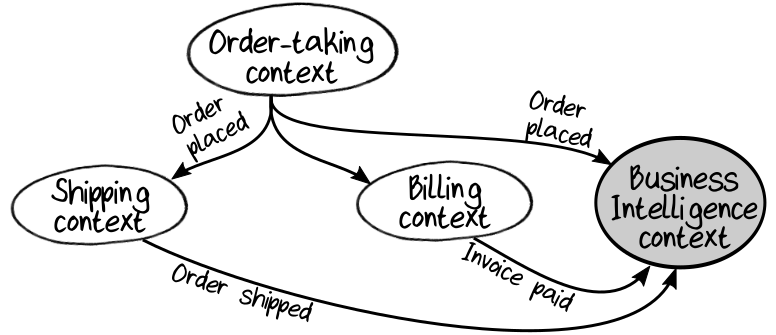 Order-taking
context
Order
placed
Order
placed
Shipping
context
Billing
context
Business
Intelligence
context
Order shipped
Invoice paid